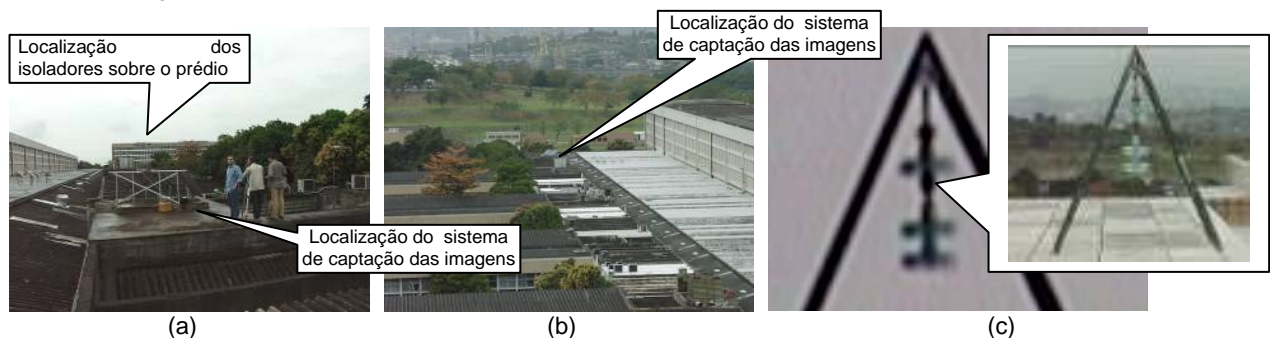 Localização dos
isoladores sobre o prédio
Localização do sistema
de captação das imagens
Localização do sistema
de captação das imagens
(a)
(b)
(c)